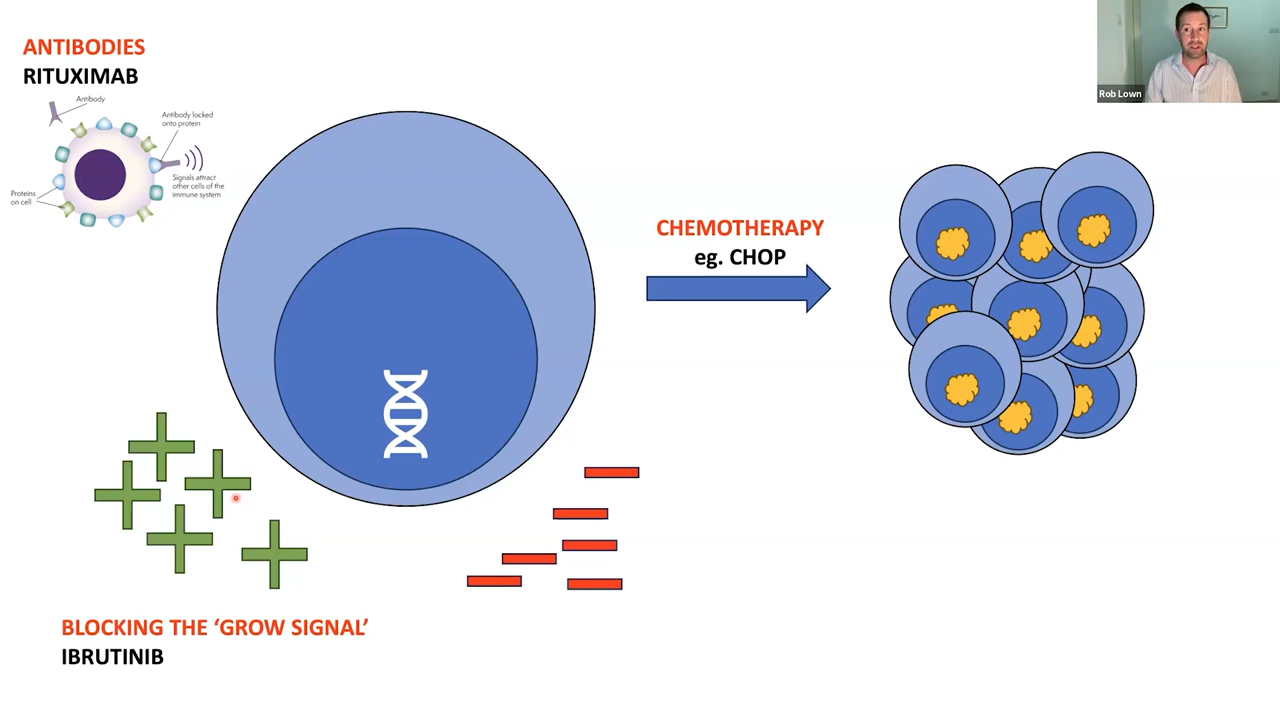 ANTIBODIES
RITUXIMAB
Antibody
Antibody locked
onto protein
Signals attract
other cells of the
immune system
Proteins
on cell
CHEMOTHERAPY
eg. CHOP
BLOCKING THE ‘GROW SIGNAL’
IBRUTINIB
Rob Lown